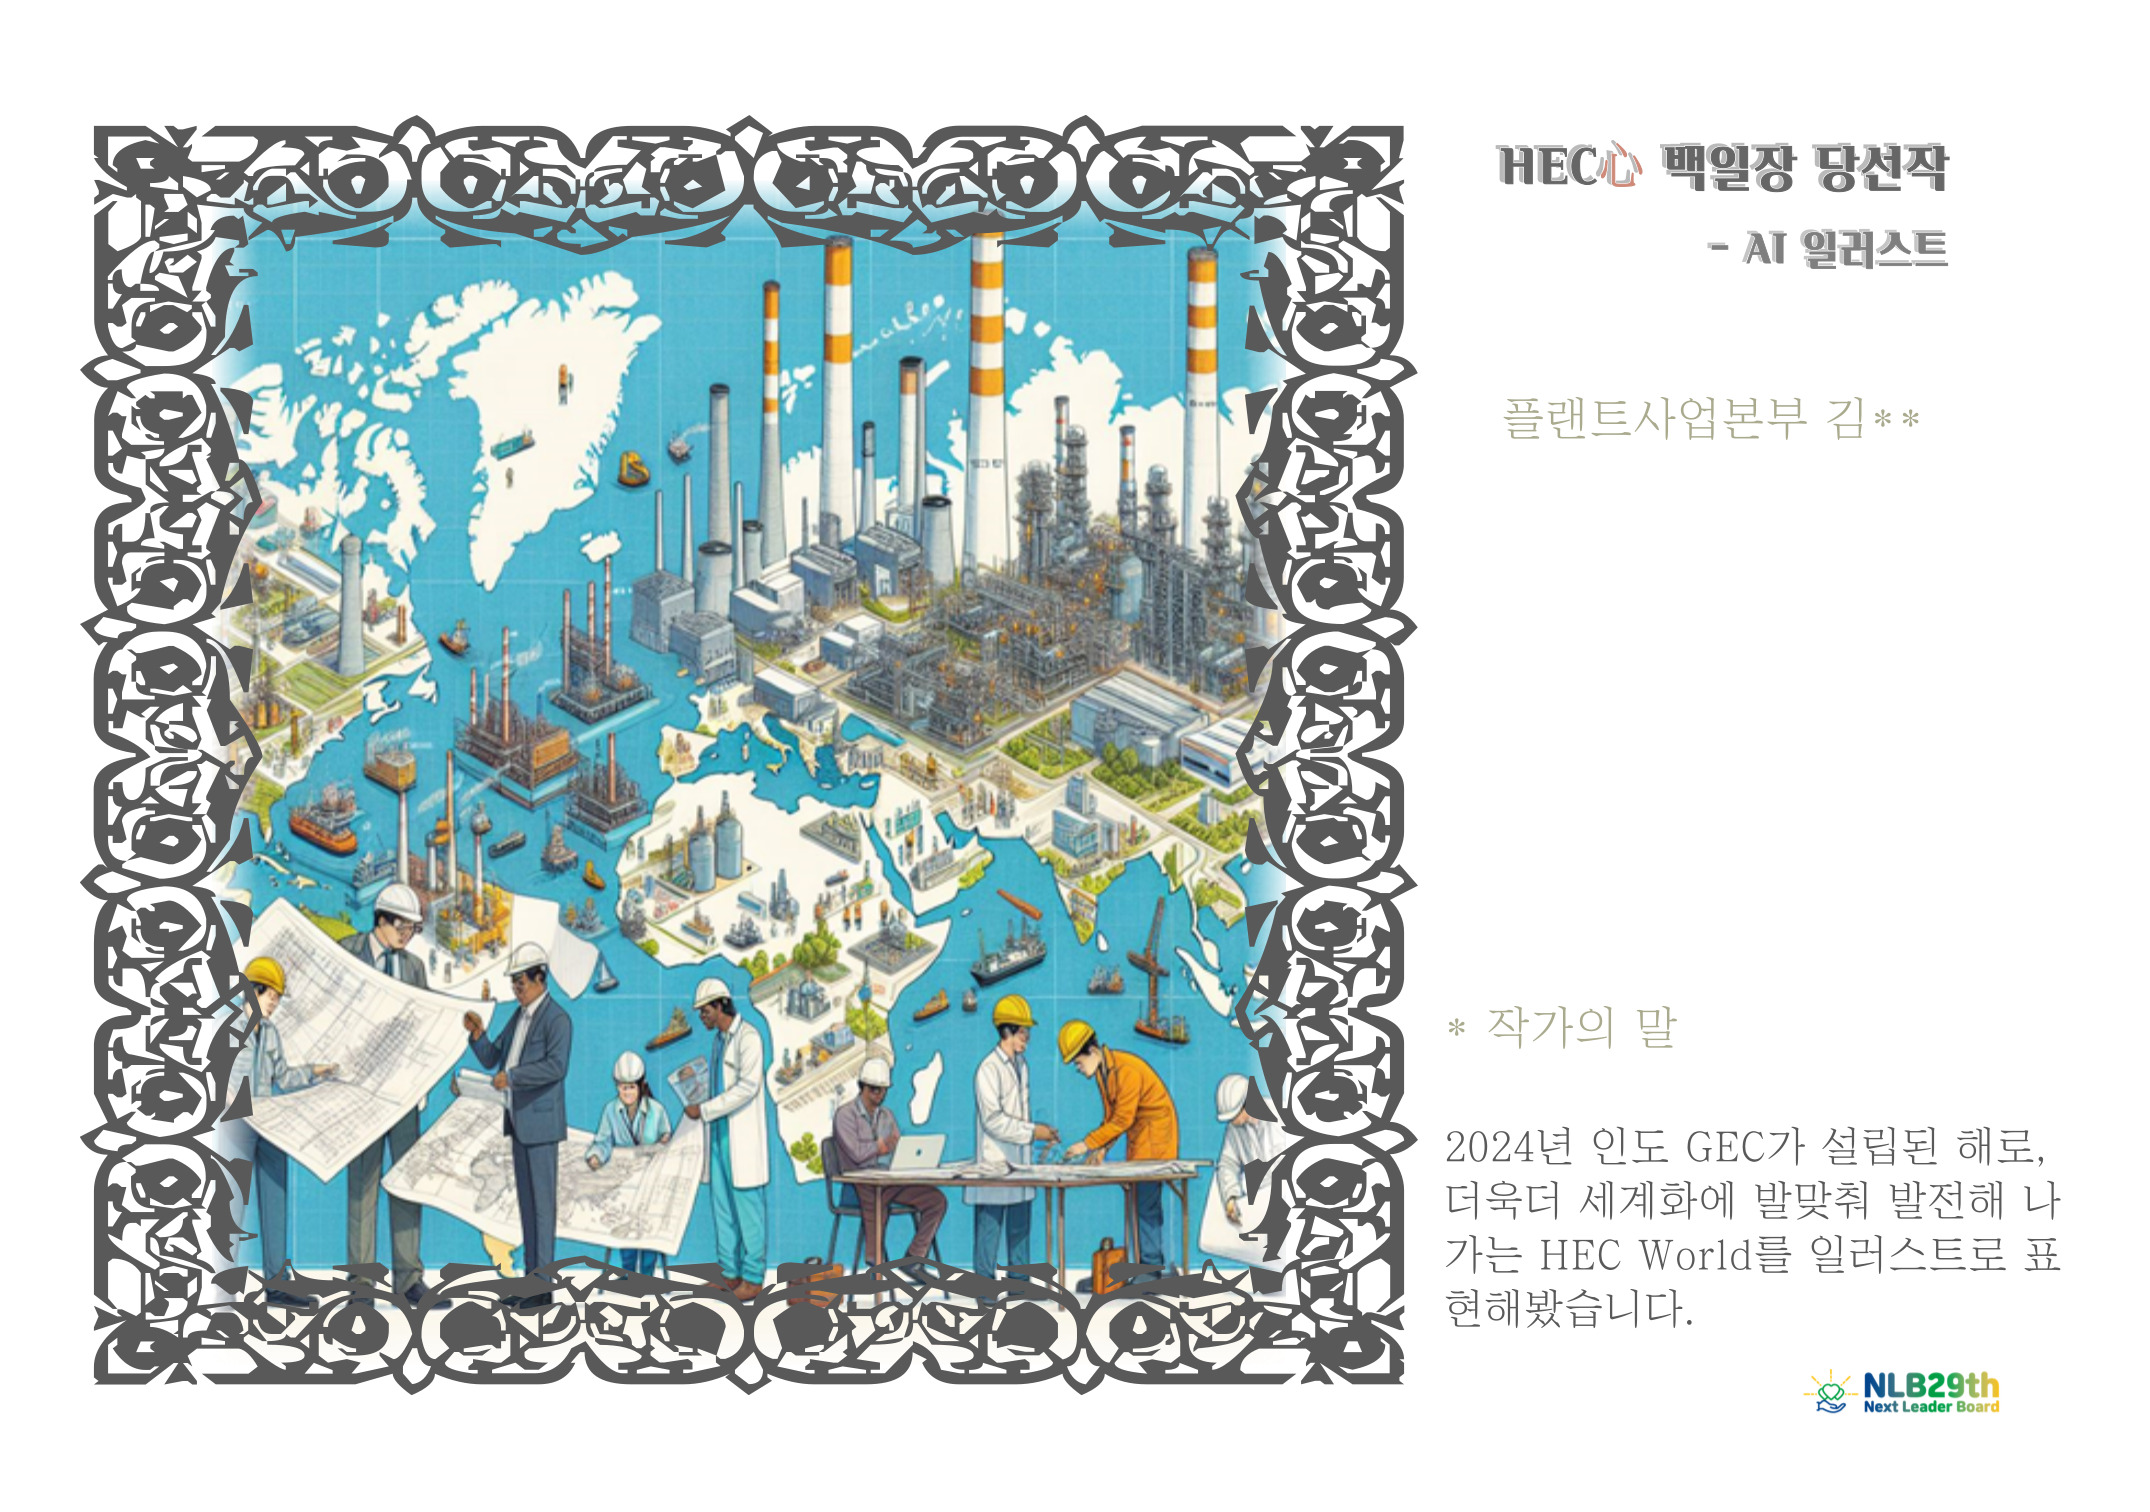 HEC心 백일장 당선작
- AI 일러스트
플랜트사업본부 김**
* 작가의 말
2024년 인도 GEC가 설립된 해로,
더욱더 세계화에 발맞춰 발전해 나
가는 HEC World를 일러스트로 표
현해봤습니다.
NLB29th
Next Leader Board